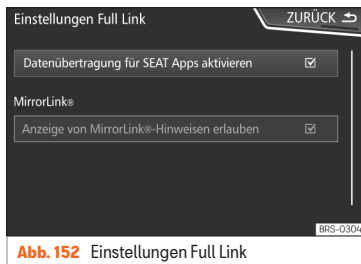 Einstellungen Full Link
ZURÜCK
Datenübertragung für SEAT Apps aktivieren
MirrorLink®
Anzeige von MirrorLink®-Hinweisen erlauben
BRS-0304
Abb. 152 Einstellungen Full Link